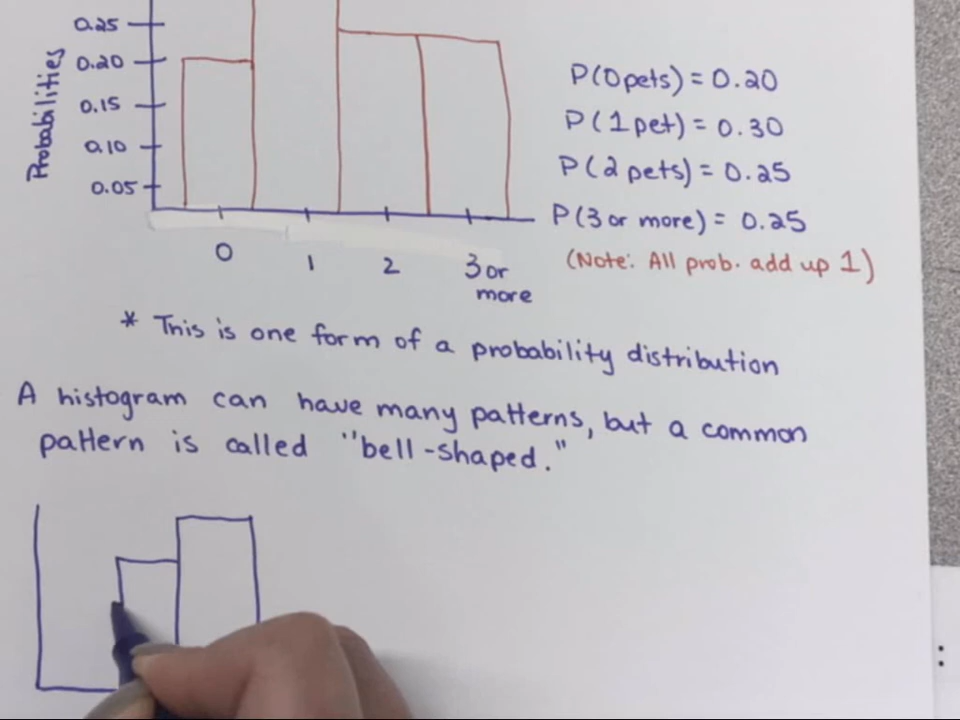 0.25
0.20
0.15
0.10
0.05
Probabilities
0 1 2 3 or
more
P(0 pets) = 0.20
P(1 pet) = 0.30
P(2 pets) = 0.25
P(3 or more) = 0.25
(Note: All prob. add up 1)
* This is one form of a probability distribution
A histogram can have many patterns, but a common
pattern is called "bell-shaped."